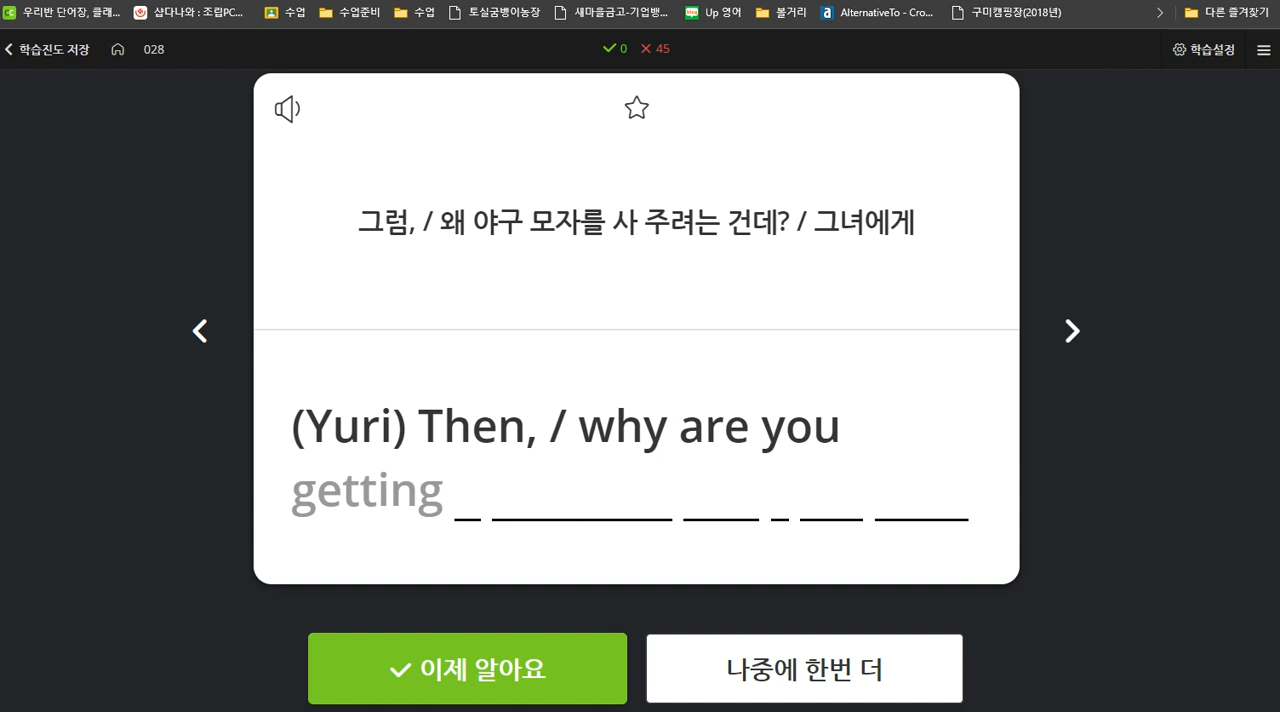 우리반 단어장, 클래... 샵다나와 : 조립PC... 수업 수업준비 수업 토실굼벵이농장 새마을금고-기업뱅... Up 영어 볼거리 AlternativeTo - Cro... 구미캠핑장(2018년) 다른 즐겨찾기
학습진도 저장 028 0 45 학습설정
그럼, / 왜 야구 모자를 사 주려는 건데? / 그녀에게
(Yuri) Then, / why are you
getting _ _ _ _ _ _
이제 알아요 나중에 한번 더